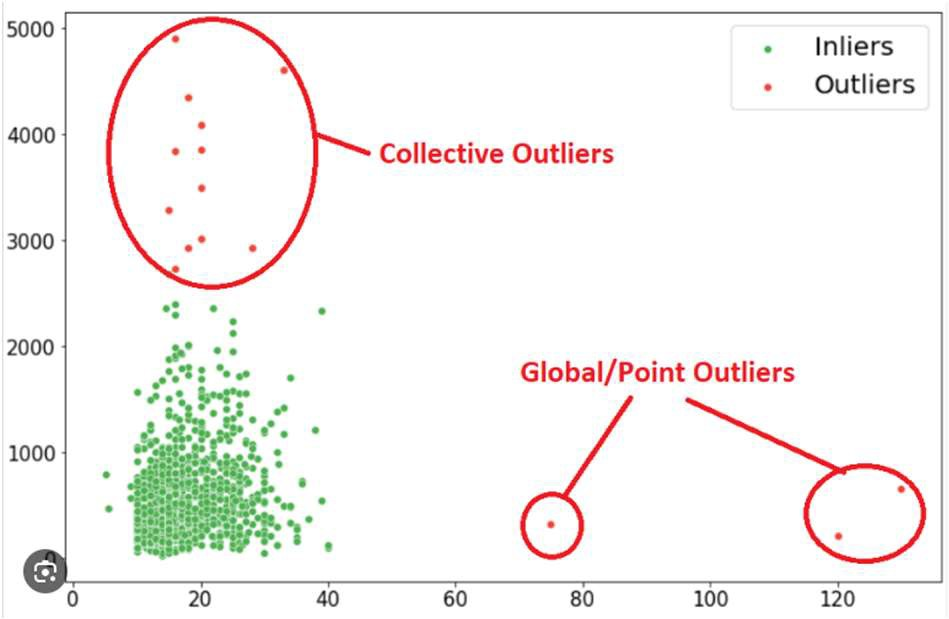 5000
Inliers
Outliers
4000
Collective Outliers
3000
2000
Global/Point Outliers
1000
0
0 20 40 60 80 100 120